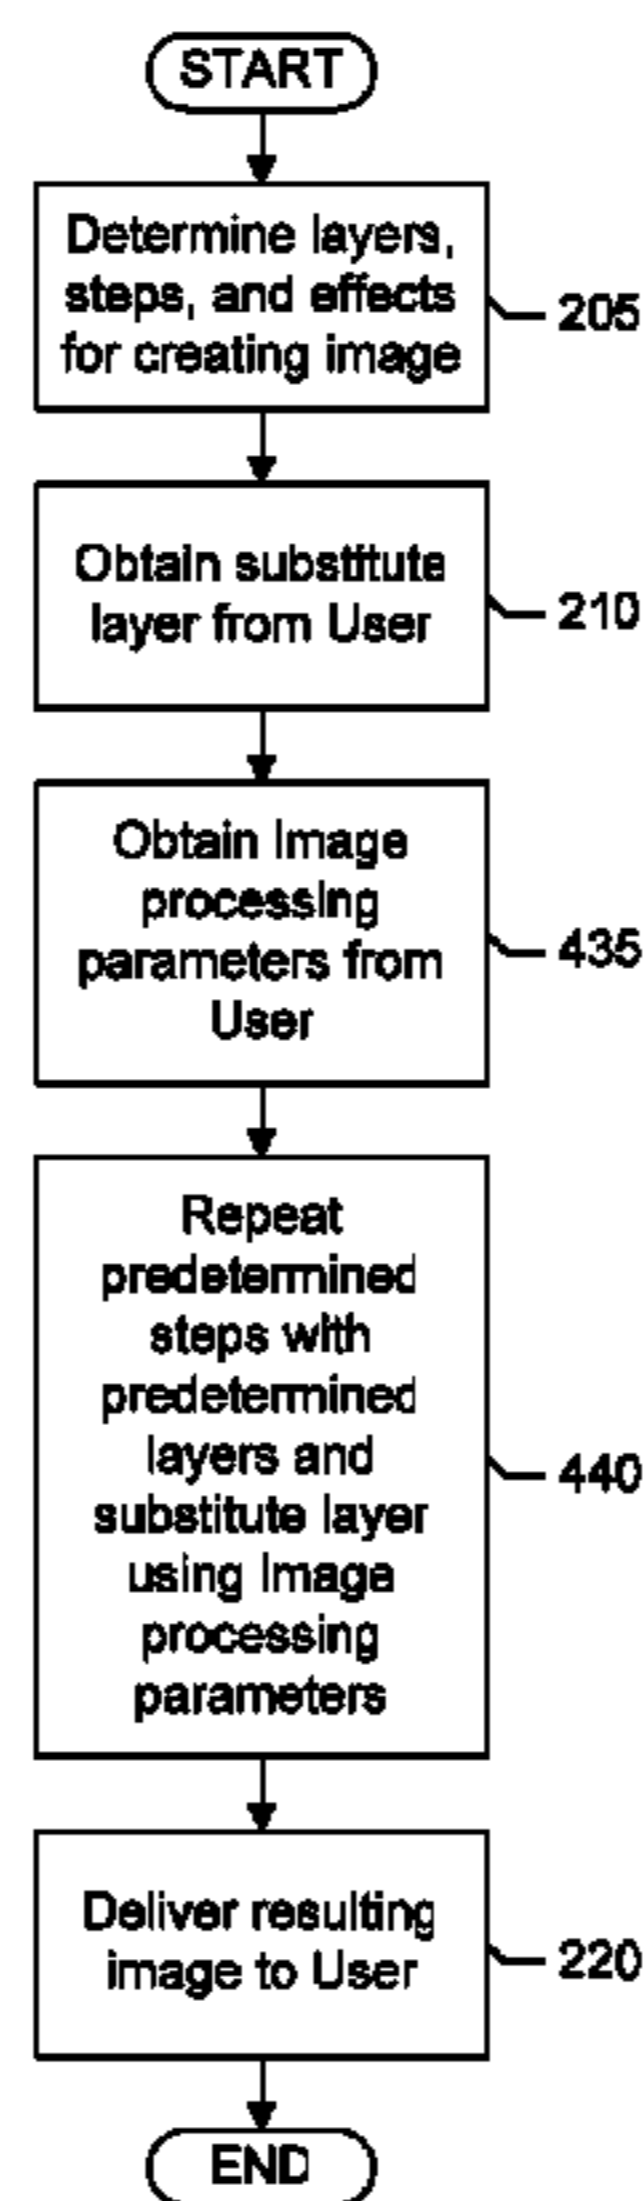 START
Determine layers,
steps, and effects
for creating image
205
Obtain substitute
layer from User
210
Obtain Image
processing
parameters from
User
435
Repeat
predetermined
steps with
predetermined
layers and
substitute layer
using Image
processing
parameters
440
Deliver resulting
image to User
220
END